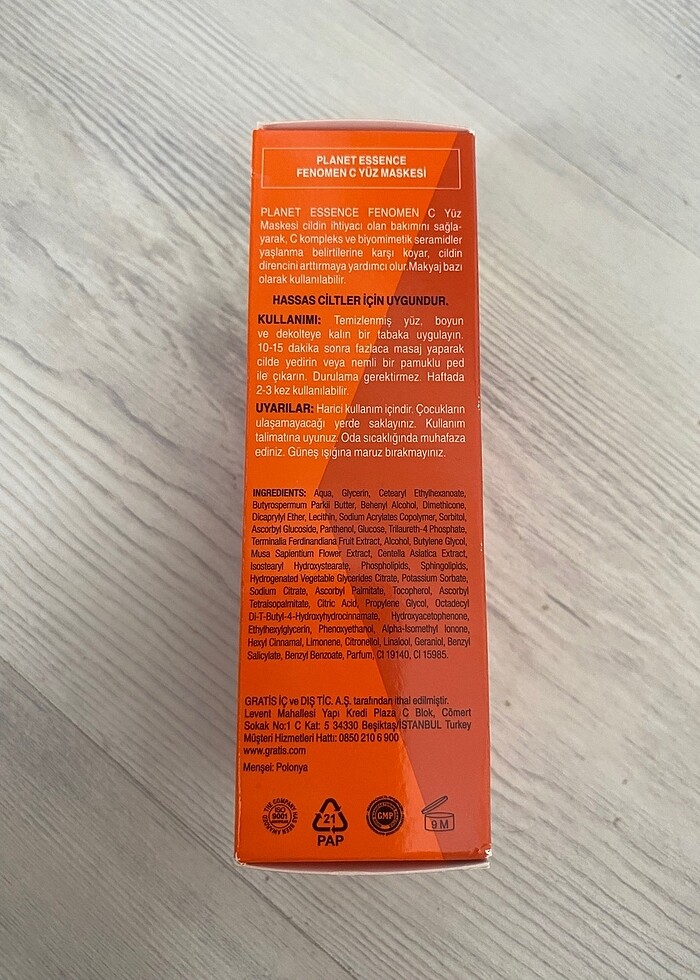 PLANET ESSENCE
FENOMEN C YÜZ MASKESİ
PLANET ESSENCE FENOMEN C Yüz
Maskesi cildin ihtiyacı olan bakımını sağla-
yarak, C kompleks ve biyomimetik seramidler
yaşlanma belirtilerine karşı koyar, cildin
direncini arttırmaya yardımcı olur.Makyaj bazı
olarak kullanılabilir.
HASSAS CİLTLER İÇİN UYGUNDUR.
KULLANIMI: Temizlenmiş yüz, boyun
ve dekolteye kalın bir tabaka uygulayın.
10-15 dakika sonra fazlaca masaj yaparak
cilde yedirin veya nemli bir pamuklu ped
ile çıkarın. Durulama gerektirmez. Haftada
2-3 kez kullanılabilir.
UYARILAR: Harici kullanım içindir. Çocukların
ulaşamayacağı yerde saklayınız. Kullanım
talimatına uyunuz. Oda sıcaklığında muhafaza
ediniz. Güneş ışığına maruz bırakmayınız.
INGREDIENTS: Aqua, Glycerin, Cetearyl Ethylhexanoate,
Butyrospermum Parkii Butter, Behenyl Alcohol, Dimethicone,
Dicaprylyl Ether, Lecithin, Sodium Acrylates Copolymer, Sorbitol,
Ascorbyl Glucoside, Panthenol, Glucose, Trilaureth-4 Phosphate,
Terminalia Ferdinandiana Fruit Extract, Alcohol, Butylene Glycol,
Musa Sapientium Flower Extract, Centella Asiatica Extract,
Isostearyl Hydroxystearate, Phospholipids, Sphingolipids,
Hydrogenated Vegetable Glycerides Citrate, Potassium Sorbate,
Sodium Citrate, Ascorbyl Palmitate, Tocopherol, Ascorbyl
Tetraisopalmitate, Citric Acid, Propylene Glycol, Octadecyl
Di-T-Butyl-4-Hydroxyhydrocinnamate, Hydroxyacetophenone,
Ethylhexylglycerin, Phenoxyethanol, Alpha-Isomethyl Ionone,
Hexyl Cinnamal, Limonene, Citronellol, Linalool, Geraniol, Benzyl
Salicylate, Benzyl Benzoate, Parfum, CI 19140, CI 15985.
GRATİS İÇ ve DIŞ TİC. A.Ş. tarafından ithal edilmiştir.
Levent Mahallesi Yapı Kredi Plaza C Blok, Cömert
Sokak No:1 C Kat: 5 34330 Beşiktaş/İSTANBUL Turkey
Müşteri Hizmetleri Hattı: 0850 210 6 900
www.gratis.com
Menşei: Polonya
THE COMPANY HAS BEEN AWARDED
ISO
9001
21
PAP
GMP
9 M